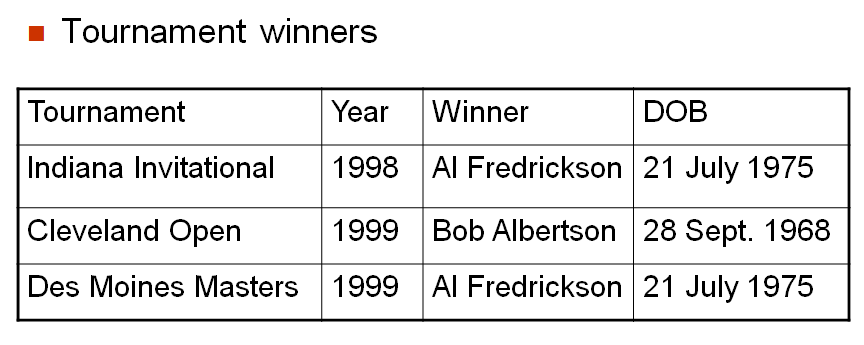 Tournament winners
Tournament Year Winner DOB
Indiana Invitational 1998 Al Fredrickson 21 July 1975
Cleveland Open 1999 Bob Albertson 28 Sept. 1968
Des Moines Masters 1999 Al Fredrickson 21 July 1975